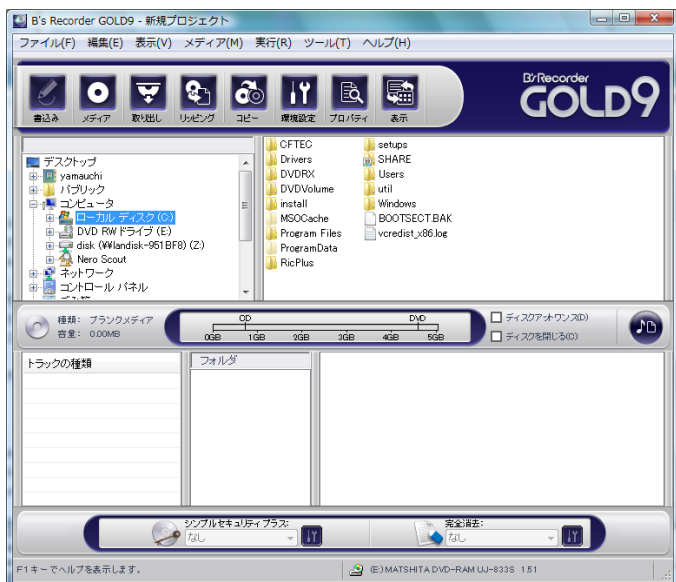 B's Recorder GOLD9 - 新規プロジェクト
ファイル(F) 編集(E) 表示(V) メディア(M) 実行(R) ツール(T) ヘルプ(H)
書込み メディア 取出し リッピング コピー 環境設定 プロパティ 表示
B's Recorder
GOLD9
デスクトップ
yamauchi
パブリック
コンピュータ
ローカル ディスク (C:)
DVD RW ドライブ (E:)
disk (¥¥landisk-951BF8) (Z:)
Nero Scout
ネットワーク
コントロール パネル
ごみ箱
CFTEC
Drivers
DVDRX
DVDVolume
install
MSOCache
Program Files
ProgramData
RicPlus
setups
SHARE
Users
util
Windows
BOOTSECT.BAK
vcredist_x86.log
種類: ブランクメディア
容量: 0.00MB
CD DVD
0GB 1GB 2GB 3GB 4GB 5GB
ディスクアットワンス(D)
ディスクを閉じる(C)
トラックの種類
フォルダ
シンプルセキュリティ プラス:
なし
完全消去:
なし
F1 キーでヘルプを表示します。
(E:) MATSHITA DVD-RAM UJ-833S 1.51